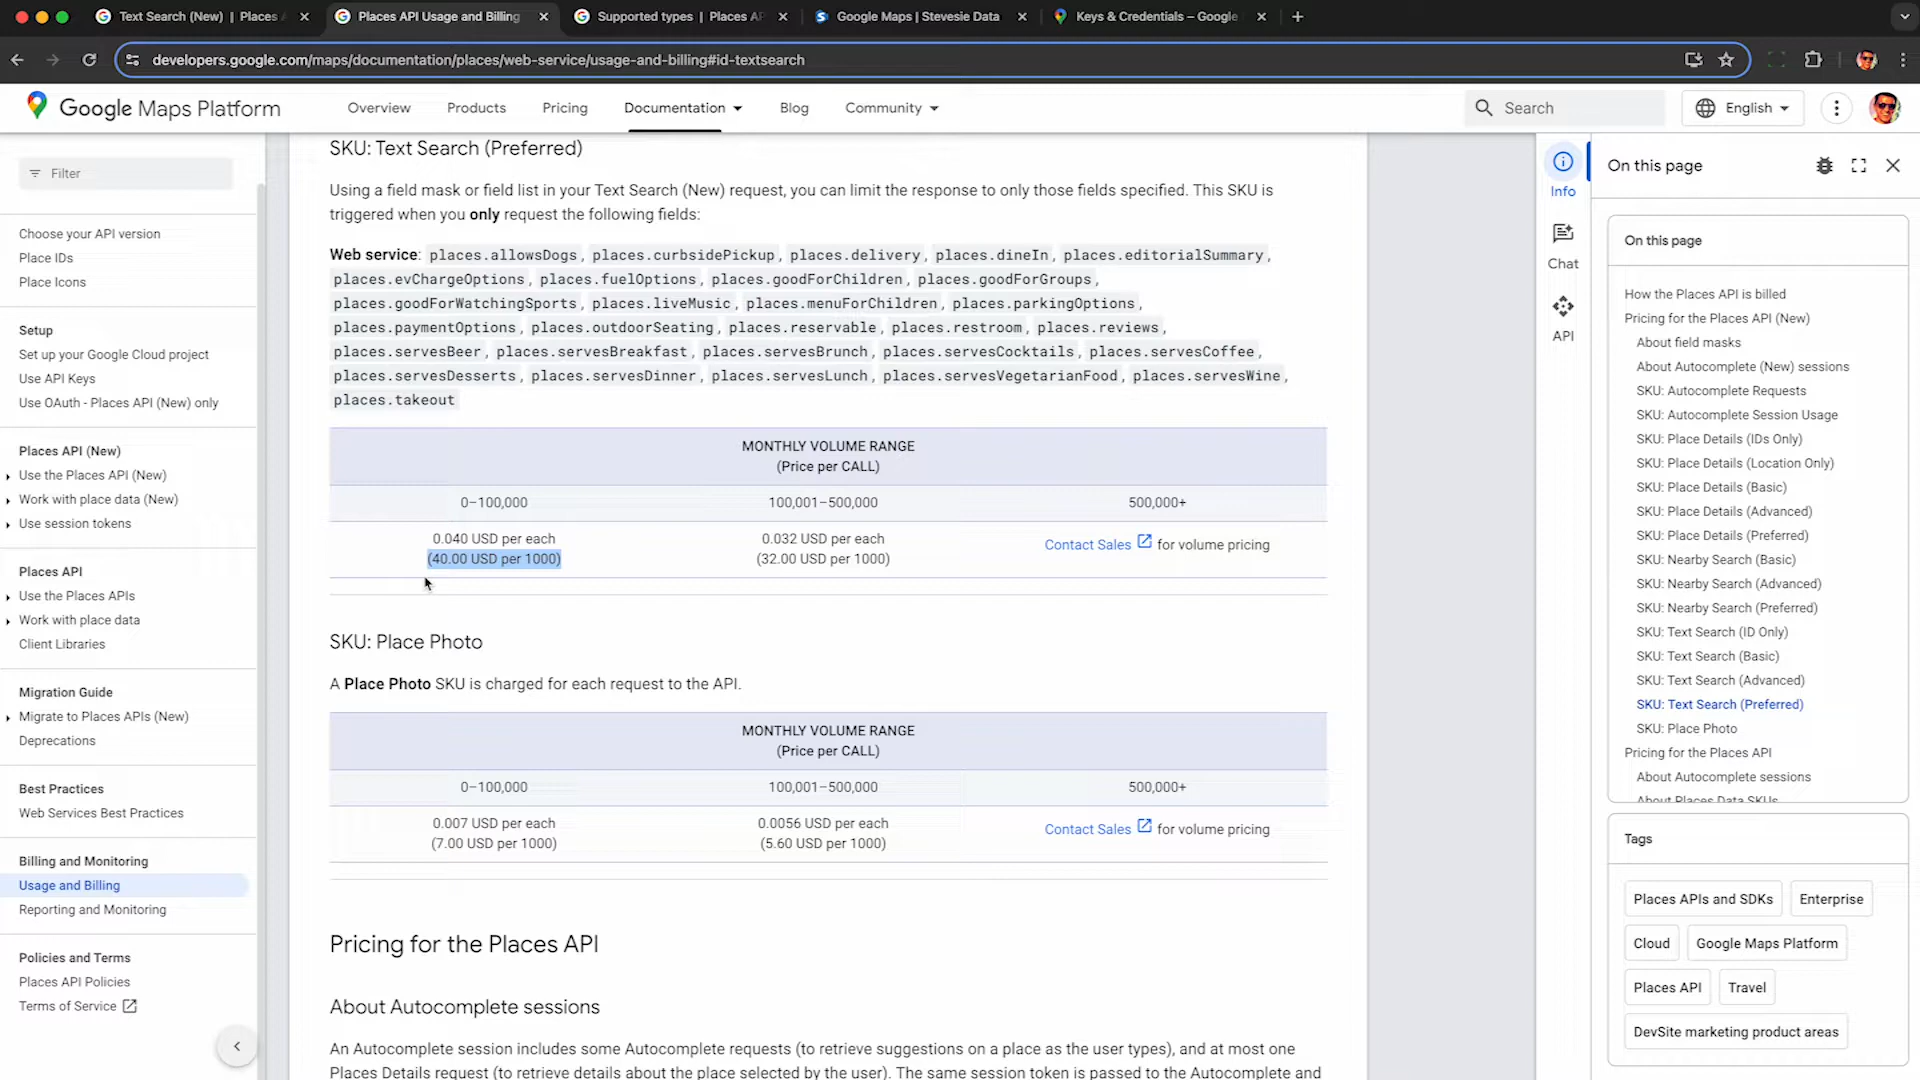 Text Search (New) | Places A
Places API Usage and Billing
Supported types | Places AP
Google Maps | Stevesie Data
Keys & Credentials – Google
developers.google.com/maps/documentation/places/web-service/usage-and-billing#id-textsearch
Google Maps Platform
Overview
Products
Pricing
Documentation
Blog
Community
Search
English
Filter
Choose your API version
Place IDs
Place Icons
Setup
Set up your Google Cloud project
Use API Keys
Use OAuth - Places API (New) only
Places API (New)
Use the Places API (New)
Work with place data (New)
Use session tokens
Places API
Use the Places APIs
Work with place data
Client Libraries
Migration Guide
Migrate to Places APIs (New)
Deprecations
Best Practices
Web Services Best Practices
Billing and Monitoring
Usage and Billing
Reporting and Monitoring
Policies and Terms
Places API Policies
Terms of Service
SKU: Text Search (Preferred)
Using a field mask or field list in your Text Search (New) request, you can limit the response to only those fields specified. This SKU is
triggered when you only request the following fields:
Web service: places.allowsDogs, places.curbsidePickup, places.delivery, places.dineIn, places.editorialSummary,
places.evChargeOptions, places.fuelOptions, places.goodForChildren, places.goodForGroups,
places.goodForWatchingSports, places.liveMusic, places.menuForChildren, places.parkingOptions,
places.paymentOptions, places.outdoorSeating, places.reservable, places.restroom, places.reviews,
places.servesBeer, places.servesBreakfast, places.servesBrunch, places.servesCocktails, places.servesCoffee,
places.servesDesserts, places.servesDinner, places.servesLunch, places.servesVegetarianFood, places.servesWine,
places.takeout
MONTHLY VOLUME RANGE
(Price per CALL)
0–100,000
100,001–500,000
500,000+
0.040 USD per each
(40.00 USD per 1000)
0.032 USD per each
(32.00 USD per 1000)
Contact Sales for volume pricing
SKU: Place Photo
A Place Photo SKU is charged for each request to the API.
MONTHLY VOLUME RANGE
(Price per CALL)
0–100,000
100,001–500,000
500,000+
0.007 USD per each
(7.00 USD per 1000)
0.0056 USD per each
(5.60 USD per 1000)
Contact Sales for volume pricing
Pricing for the Places API
About Autocomplete sessions
An Autocomplete session includes some Autocomplete requests (to retrieve suggestions on a place as the user types), and at most one
Places Details request (to retrieve details about the place selected by the user). The same session token is passed to the Autocomplete and
Info
Chat
API
On this page
On this page
How the Places API is billed
Pricing for the Places API (New)
About field masks
About Autocomplete (New) sessions
SKU: Autocomplete Requests
SKU: Autocomplete Session Usage
SKU: Place Details (IDs Only)
SKU: Place Details (Location Only)
SKU: Place Details (Basic)
SKU: Place Details (Advanced)
SKU: Place Details (Preferred)
SKU: Nearby Search (Basic)
SKU: Nearby Search (Advanced)
SKU: Nearby Search (Preferred)
SKU: Text Search (ID Only)
SKU: Text Search (Basic)
SKU: Text Search (Advanced)
SKU: Text Search (Preferred)
SKU: Place Photo
Pricing for the Places API
About Autocomplete sessions
About Places Data SKUs
Tags
Places APIs and SDKs
Enterprise
Cloud
Google Maps Platform
Places API
Travel
DevSite marketing product areas